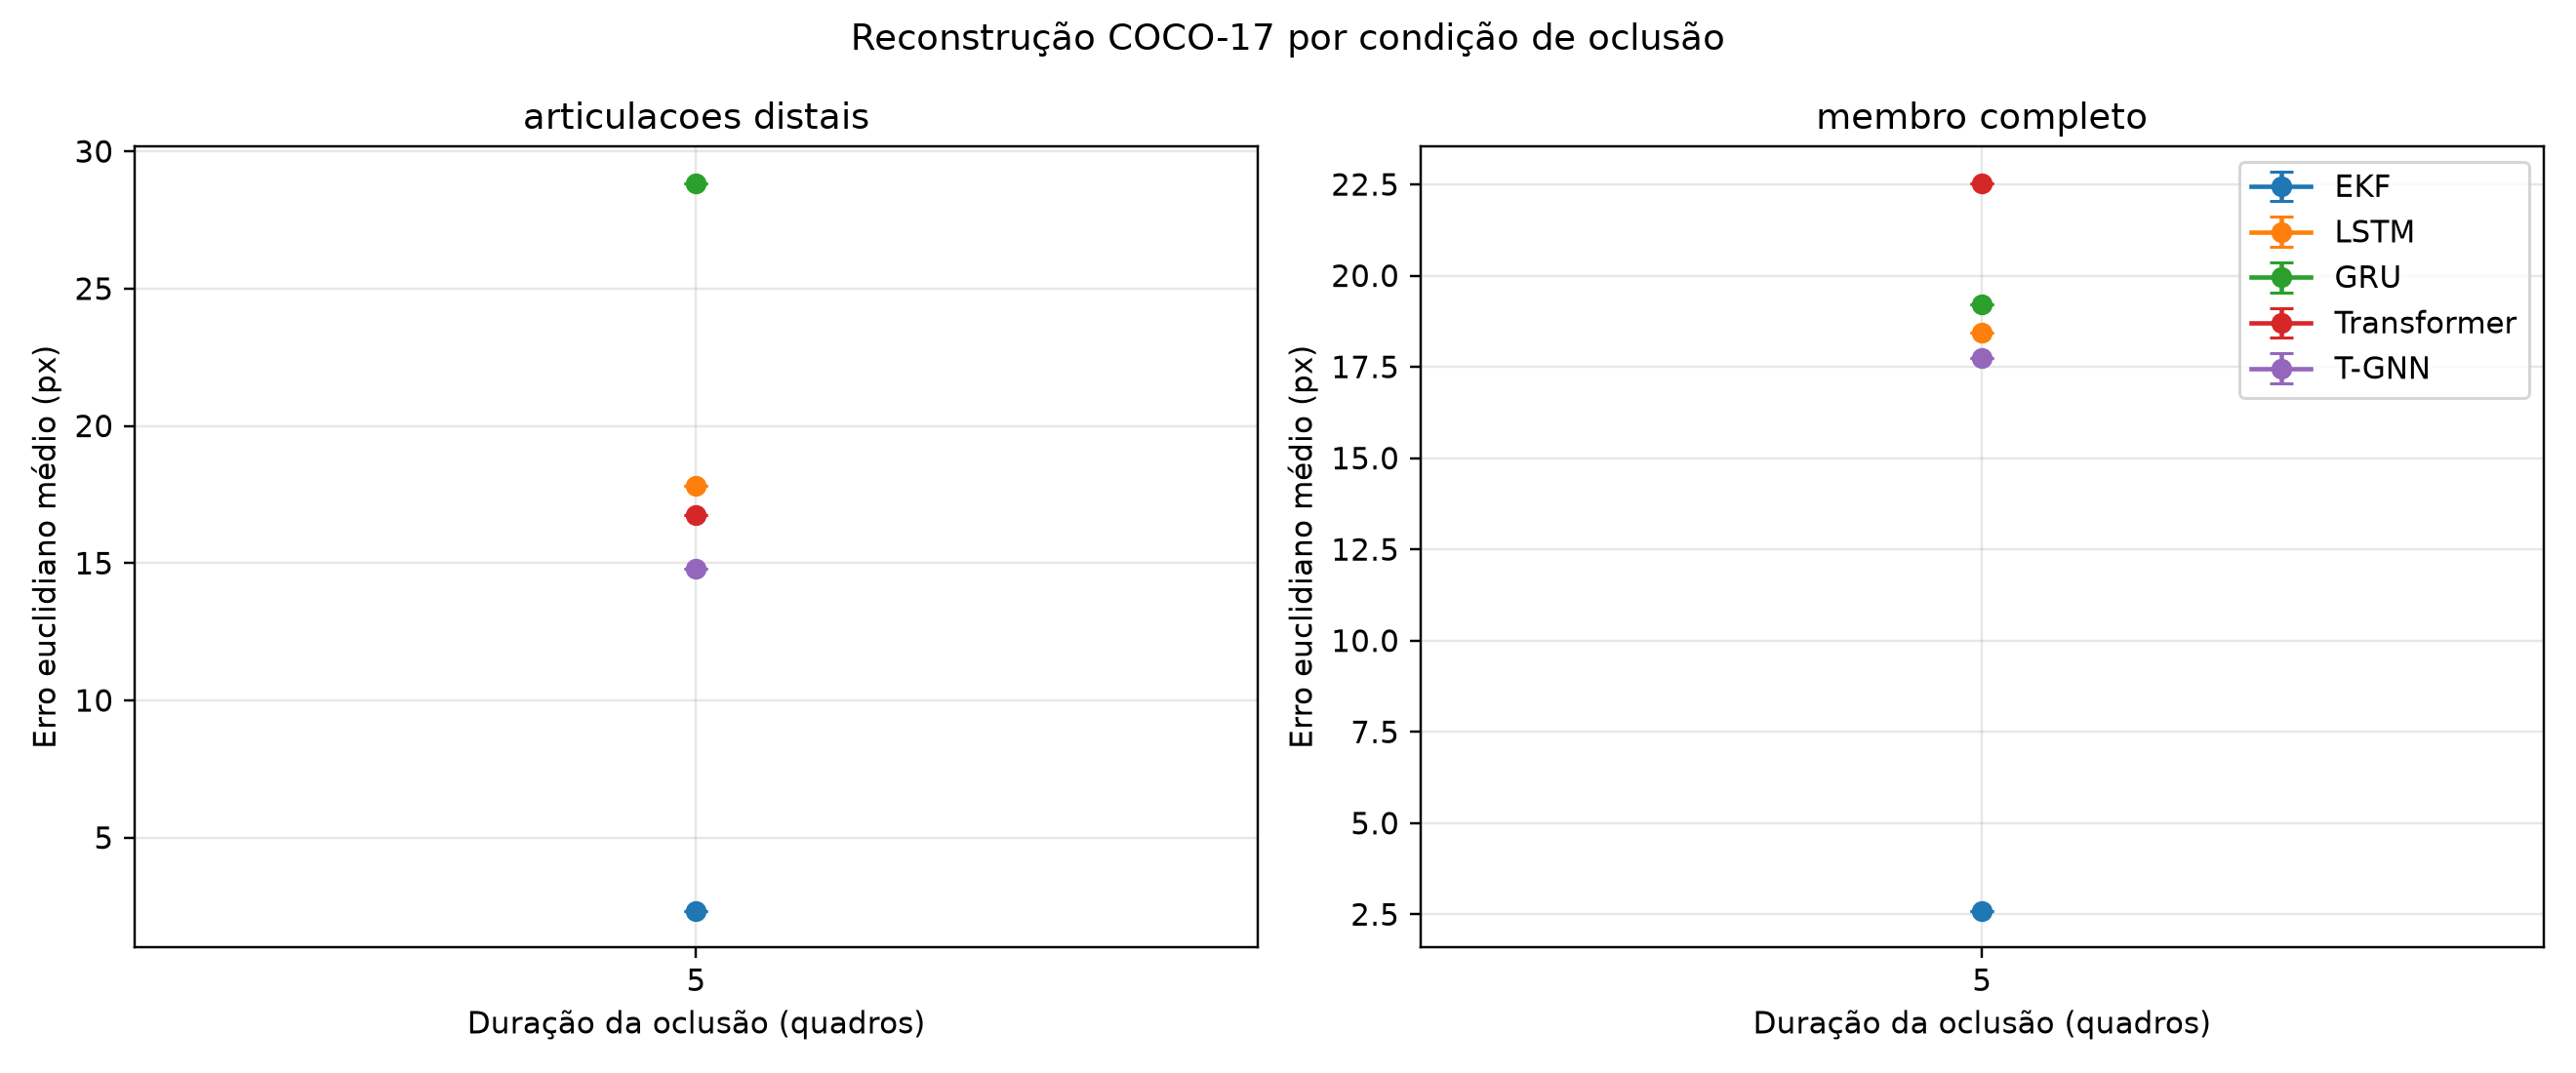 Reconstrução COCO-17 por condição de oclusão
articulacoes distais
30
25
20
15
10
5
Erro euclidiano médio (px)
5
Duração da oclusão (quadros)
membro completo
22.5
20.0
17.5
15.0
12.5
10.0
7.5
5.0
2.5
Erro euclidiano médio (px)
5
Duração da oclusão (quadros)
EKF
LSTM
GRU
Transformer
T-GNN